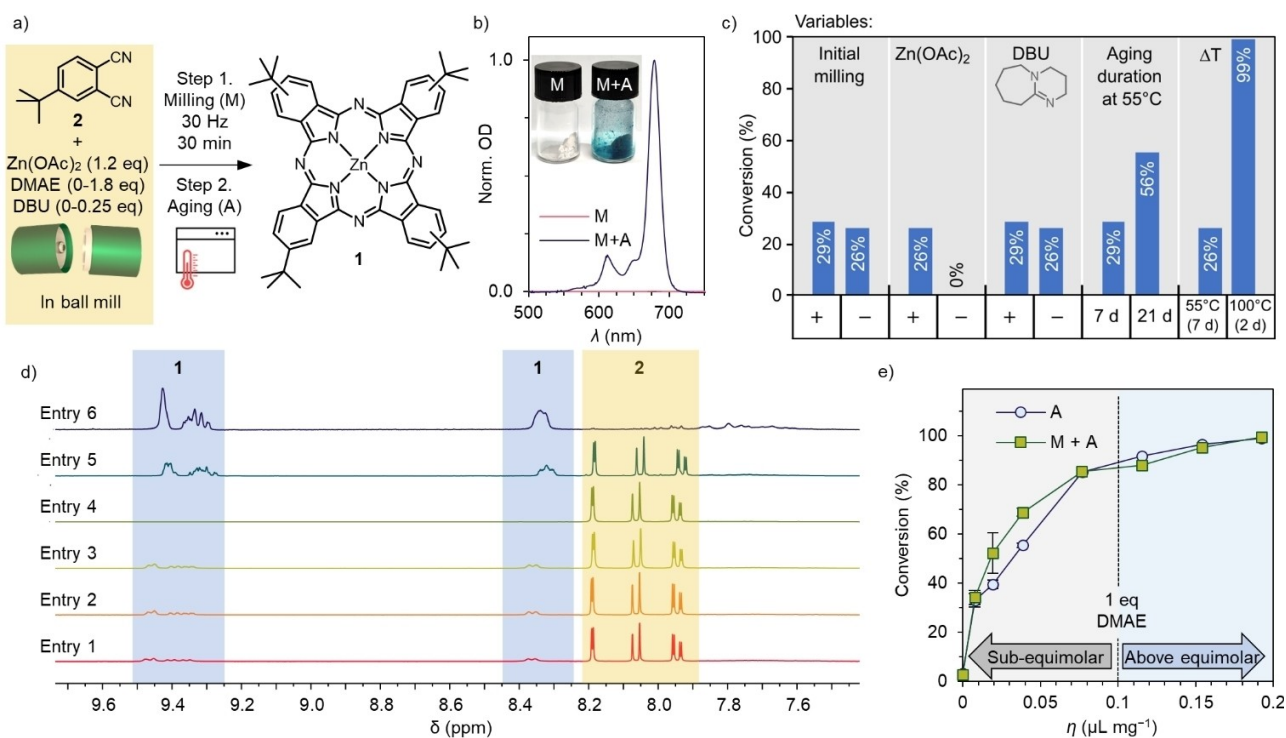 a)
CN
CN
2
+
Zn(OAc)₂ (1.2 eq)
DMAE (0-1.8 eq)
DBU (0-0.25 eq)
In ball mill
Step 1.
Milling (M)
30 Hz
30 min
Step 2.
Aging (A)
N
N
N
N
Zn
N
N
N
N
1
b)
Norm. OD
1.0
0.0
M
M+A
M
M+A
500
600
700
λ (nm)
c)
Variables:
Conversion (%)
100
80
60
40
20
0
Initial
milling
Zn(OAc)₂
DBU
N
N
Aging
duration
at 55°C
ΔT
29%
26%
26%
0%
29%
26%
29%
56%
26%
99%
+
−
+
−
+
−
7 d
21 d
55°C
(7 d)
100°C
(2 d)
d)
1
1
2
Entry 6
Entry 5
Entry 4
Entry 3
Entry 2
Entry 1
9.6
9.4
9.2
9.0
8.8
8.6
8.4
8.2
8.0
7.8
7.6
δ (ppm)
e)
A
M + A
Conversion (%)
100
80
60
40
20
0
1 eq
DMAE
Sub-equimolar
Above equimolar
0
0.05
0.1
0.15
0.2
η (µL mg⁻¹)